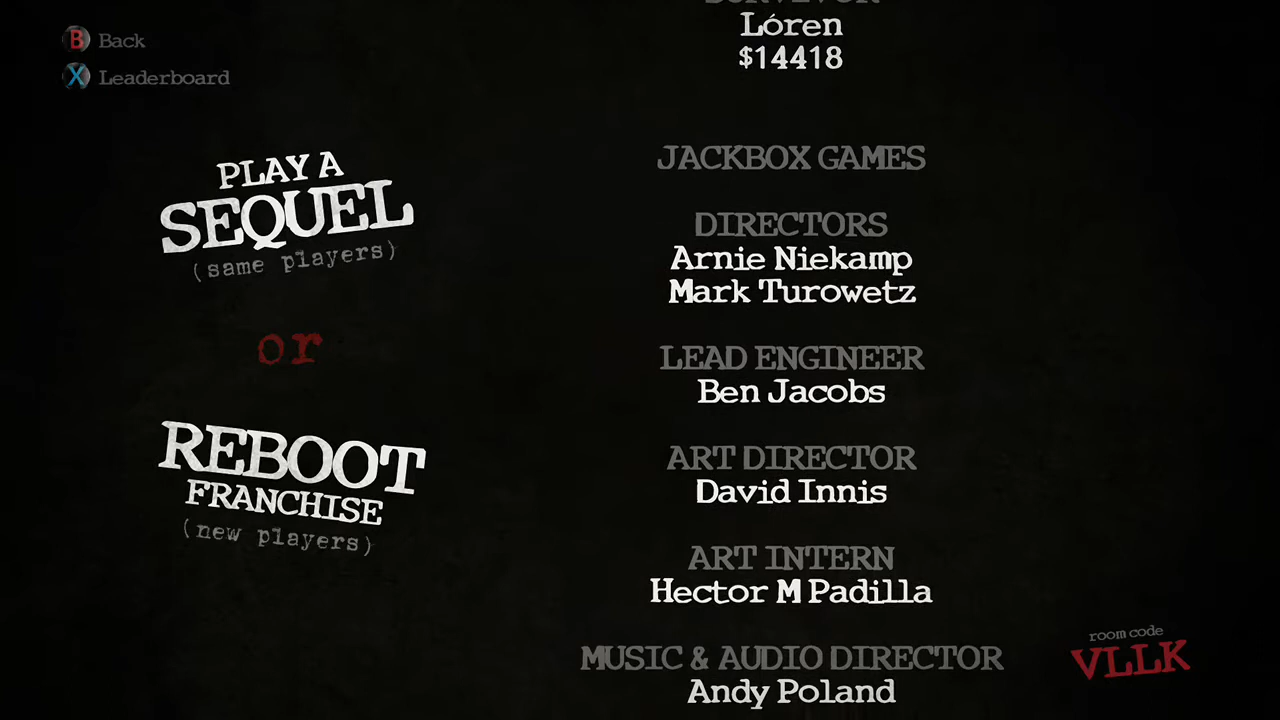 B Back
X Leaderboard
PLAY A
SEQUEL
(same players)
or
REBOOT
FRANCHISE
(new players)
SURVIVOR
Lóren
$14418
JACKBOX GAMES
DIRECTORS
Arnie Niekamp
Mark Turowetz
LEAD ENGINEER
Ben Jacobs
ART DIRECTOR
David Innis
ART INTERN
Hector M Padilla
MUSIC & AUDIO DIRECTOR
Andy Poland
room code
VLLK